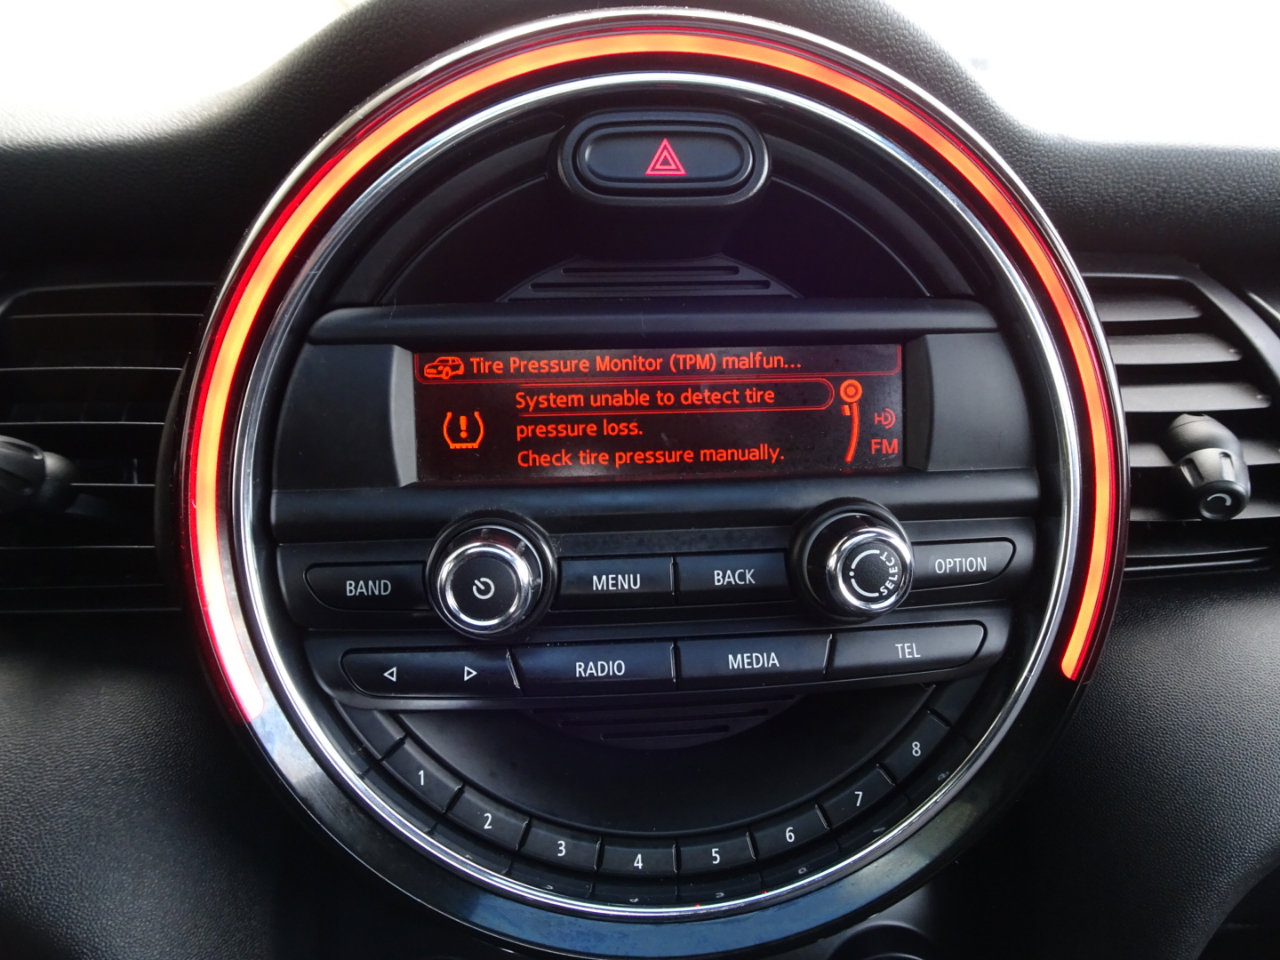 Tire Pressure Monitor (TPM) malfun...
System unable to detect tire
pressure loss.
Check tire pressure manually.
HD
FM
BAND
MENU
BACK
SELECT
OPTION
RADIO
MEDIA
TEL
1
2
3
4
5
6
7
8